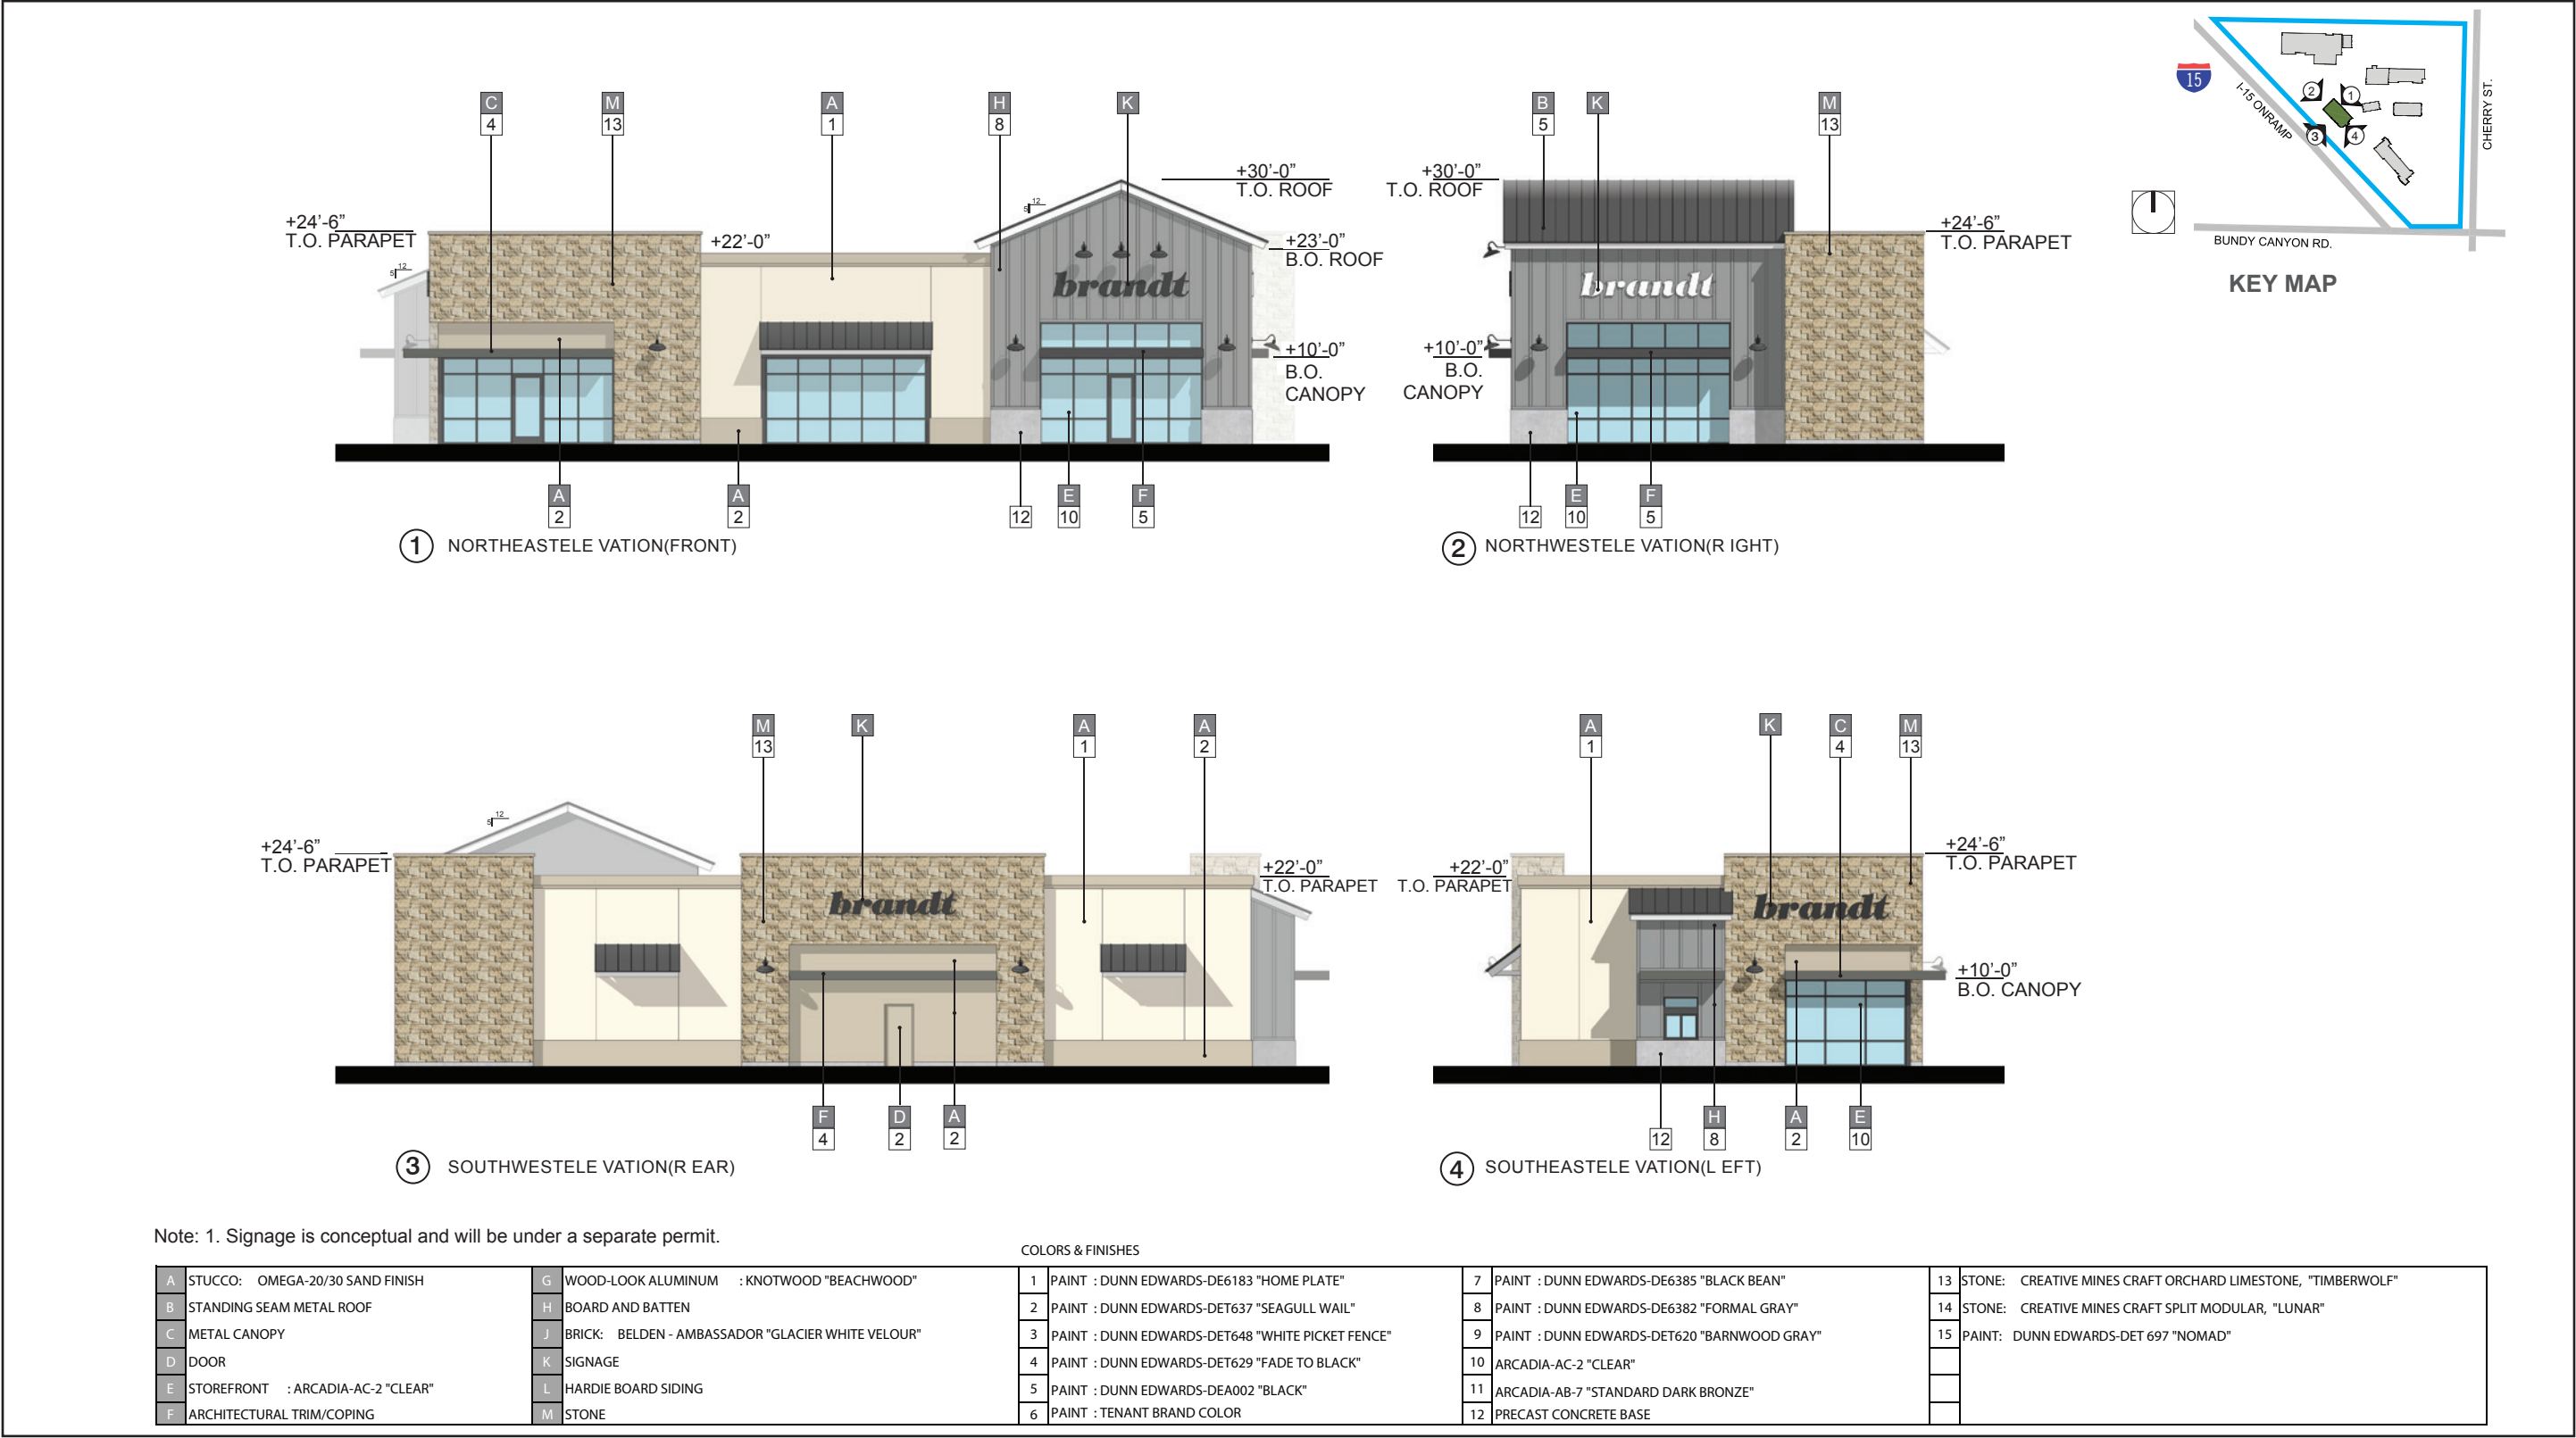 C
4
M
13
A
1
H
8
K
+30'-0"
T.O. ROOF
12
5
+24'-6"
T.O. PARAPET
+22'-0"
+23'-0"
B.O. ROOF
12
5
brandt
+10'-0"
B.O.
CANOPY
A
2
A
2
12
E
10
F
5
1 NORTHEASTELE VATION(FRONT)
B
5
K
M
13
+30'-0"
T.O. ROOF
+24'-6"
T.O. PARAPET
brandt
+10'-0"
B.O.
CANOPY
12
E
10
F
5
2 NORTHWESTELE VATION(R IGHT)
15
I-15 ONRAMP
CHERRY ST.
2
1
3
4
BUNDY CANYON RD.
KEY MAP
M
13
K
A
1
A
2
12
5
+24'-6"
T.O. PARAPET
+22'-0"
T.O. PARAPET
brandt
F
4
D
2
A
2
3 SOUTHWESTELE VATION(R EAR)
A
1
K
C
4
M
13
+22'-0"
T.O. PARAPET
+24'-6"
T.O. PARAPET
brandt
+10'-0"
B.O. CANOPY
12
H
8
A
2
E
10
4 SOUTHEASTELE VATION(L EFT)
Note: 1. Signage is conceptual and will be under a separate permit.
COLORS & FINISHES
A STUCCO: OMEGA-20/30 SAND FINISH
B STANDING SEAM METAL ROOF
C METAL CANOPY
D DOOR
E STOREFRONT : ARCADIA-AC-2 "CLEAR"
F ARCHITECTURAL TRIM/COPING
G WOOD-LOOK ALUMINUM : KNOTWOOD "BEACHWOOD"
H BOARD AND BATTEN
J BRICK: BELDEN - AMBASSADOR "GLACIER WHITE VELOUR"
K SIGNAGE
L HARDIE BOARD SIDING
M STONE
1 PAINT : DUNN EDWARDS-DE6183 "HOME PLATE"
2 PAINT : DUNN EDWARDS-DET637 "SEAGULL WAIL"
3 PAINT : DUNN EDWARDS-DET648 "WHITE PICKET FENCE"
4 PAINT : DUNN EDWARDS-DET629 "FADE TO BLACK"
5 PAINT : DUNN EDWARDS-DEA002 "BLACK"
6 PAINT : TENANT BRAND COLOR
7 PAINT : DUNN EDWARDS-DE6385 "BLACK BEAN"
8 PAINT : DUNN EDWARDS-DE6382 "FORMAL GRAY"
9 PAINT : DUNN EDWARDS-DET620 "BARNWOOD GRAY"
10 ARCADIA-AC-2 "CLEAR"
11 ARCADIA-AB-7 "STANDARD DARK BRONZE"
12 PRECAST CONCRETE BASE
13 STONE: CREATIVE MINES CRAFT ORCHARD LIMESTONE, "TIMBERWOLF"
14 STONE: CREATIVE MINES CRAFT SPLIT MODULAR, "LUNAR"
15 PAINT: DUNN EDWARDS-DET 697 "NOMAD"